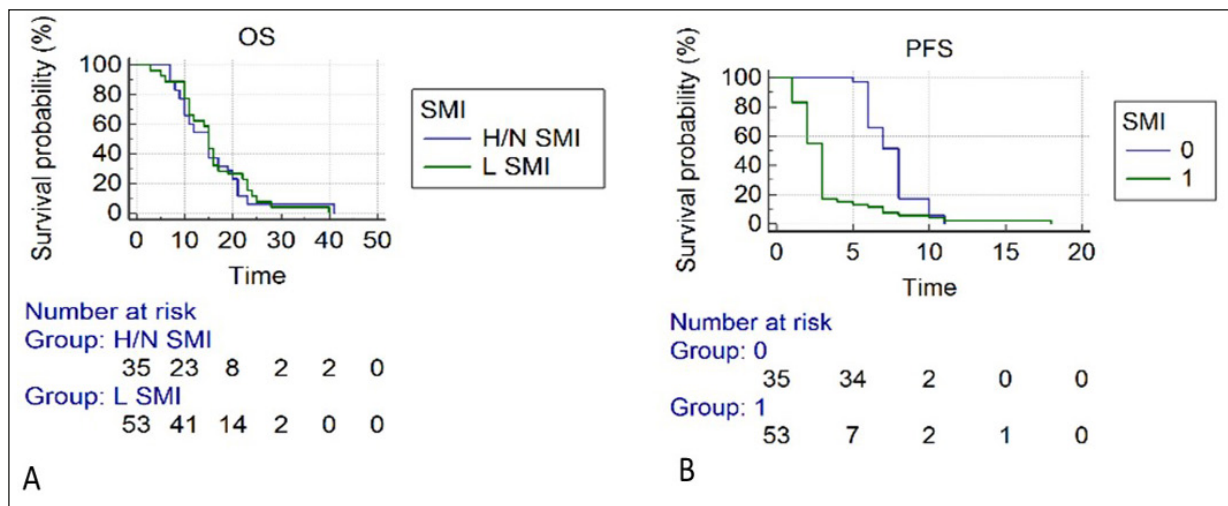 OS
Survival probability (%)
100
80
60
40
20
0
0 10 20 30 40 50
Time
SMI
H/N SMI
L SMI
Number at risk
Group: H/N SMI
35 23 8 2 2 0
Group: L SMI
53 41 14 2 0 0
A
PFS
Survival probability (%)
100
80
60
40
20
0
0 5 10 15 20
Time
SMI
0
1
Number at risk
Group: 0
35 34 2 0 0
Group: 1
53 7 2 1 0
B